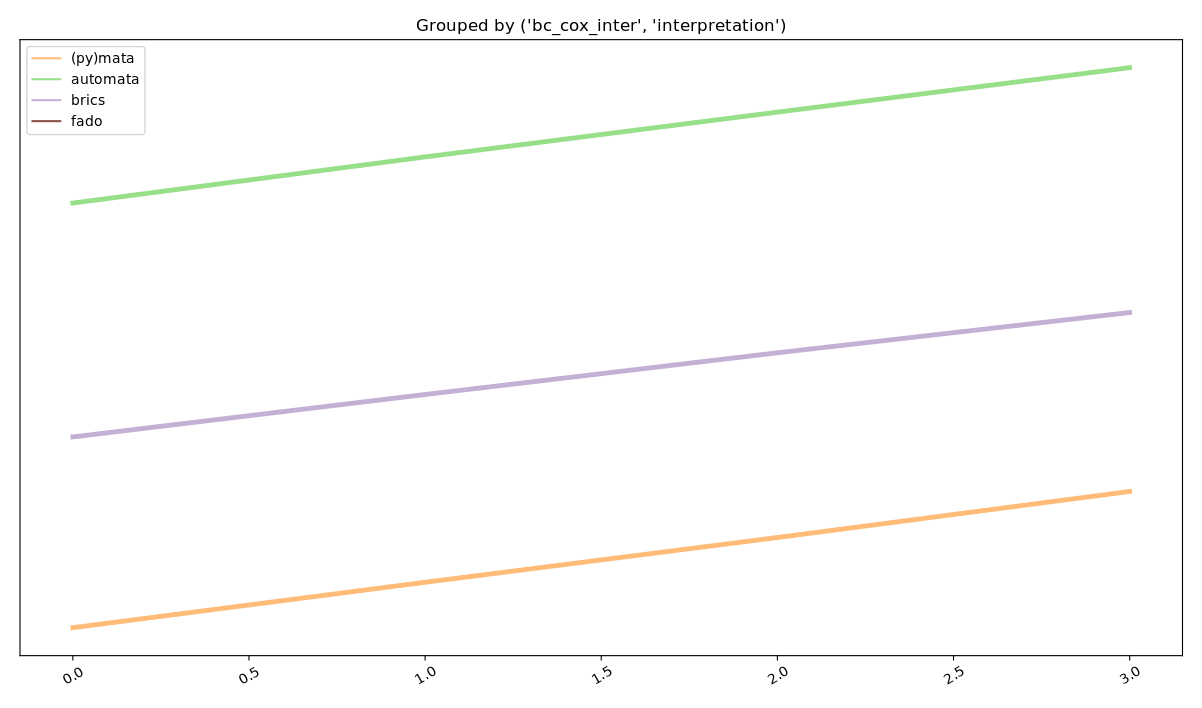 Grouped by ('bc_cox_inter', 'interpretation')
(py)mata
automata
brics
fado
0.0
0.5
1.0
1.5
2.0
2.5
3.0